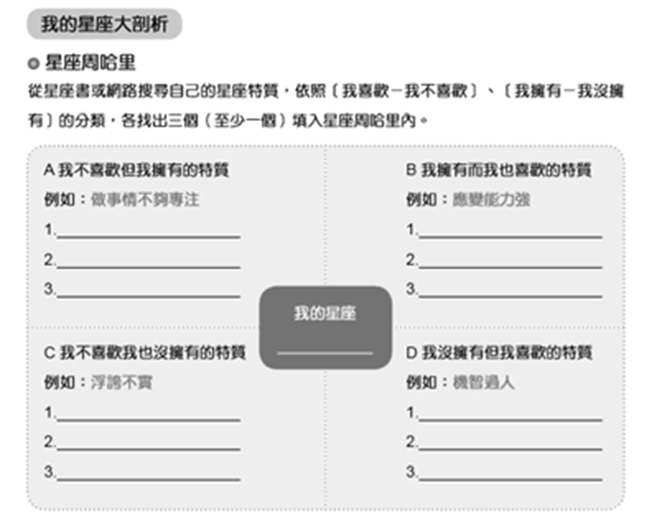 我的星座大剖析
星座周哈里
從星座書或網路搜尋自己的星座特質，依照〔我喜歡－我不喜歡〕、〔我擁有－我沒擁
有〕的分類，各找出三個（至少一個）填入星座周哈里內。
A 我不喜歡但我擁有的特質
例如：做事情不夠專注
1.
2.
3.
B 我擁有而我也喜歡的特質
例如：應變能力強
1.
2.
3.
我的星座
C 我不喜歡我也沒擁有的特質
例如：浮誇不實
1.
2.
3.
D 我沒擁有但我喜歡的特質
例如：機智過人
1.
2.
3.